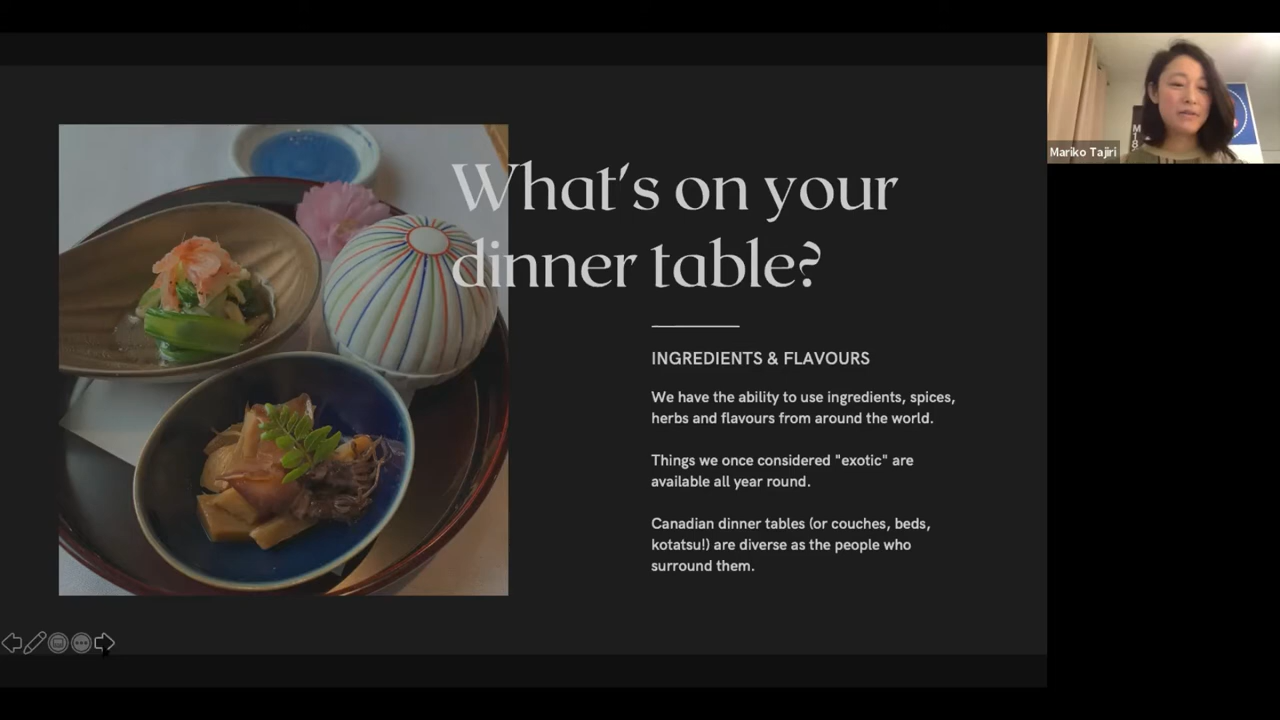 What's on your
dinner table?
INGREDIENTS & FLAVOURS
We have the ability to use ingredients, spices,
herbs and flavours from around the world.
Things we once considered "exotic" are
available all year round.
Canadian dinner tables (or couches, beds,
kotatsu!) are diverse as the people who
surround them.
Mariko Tajiri